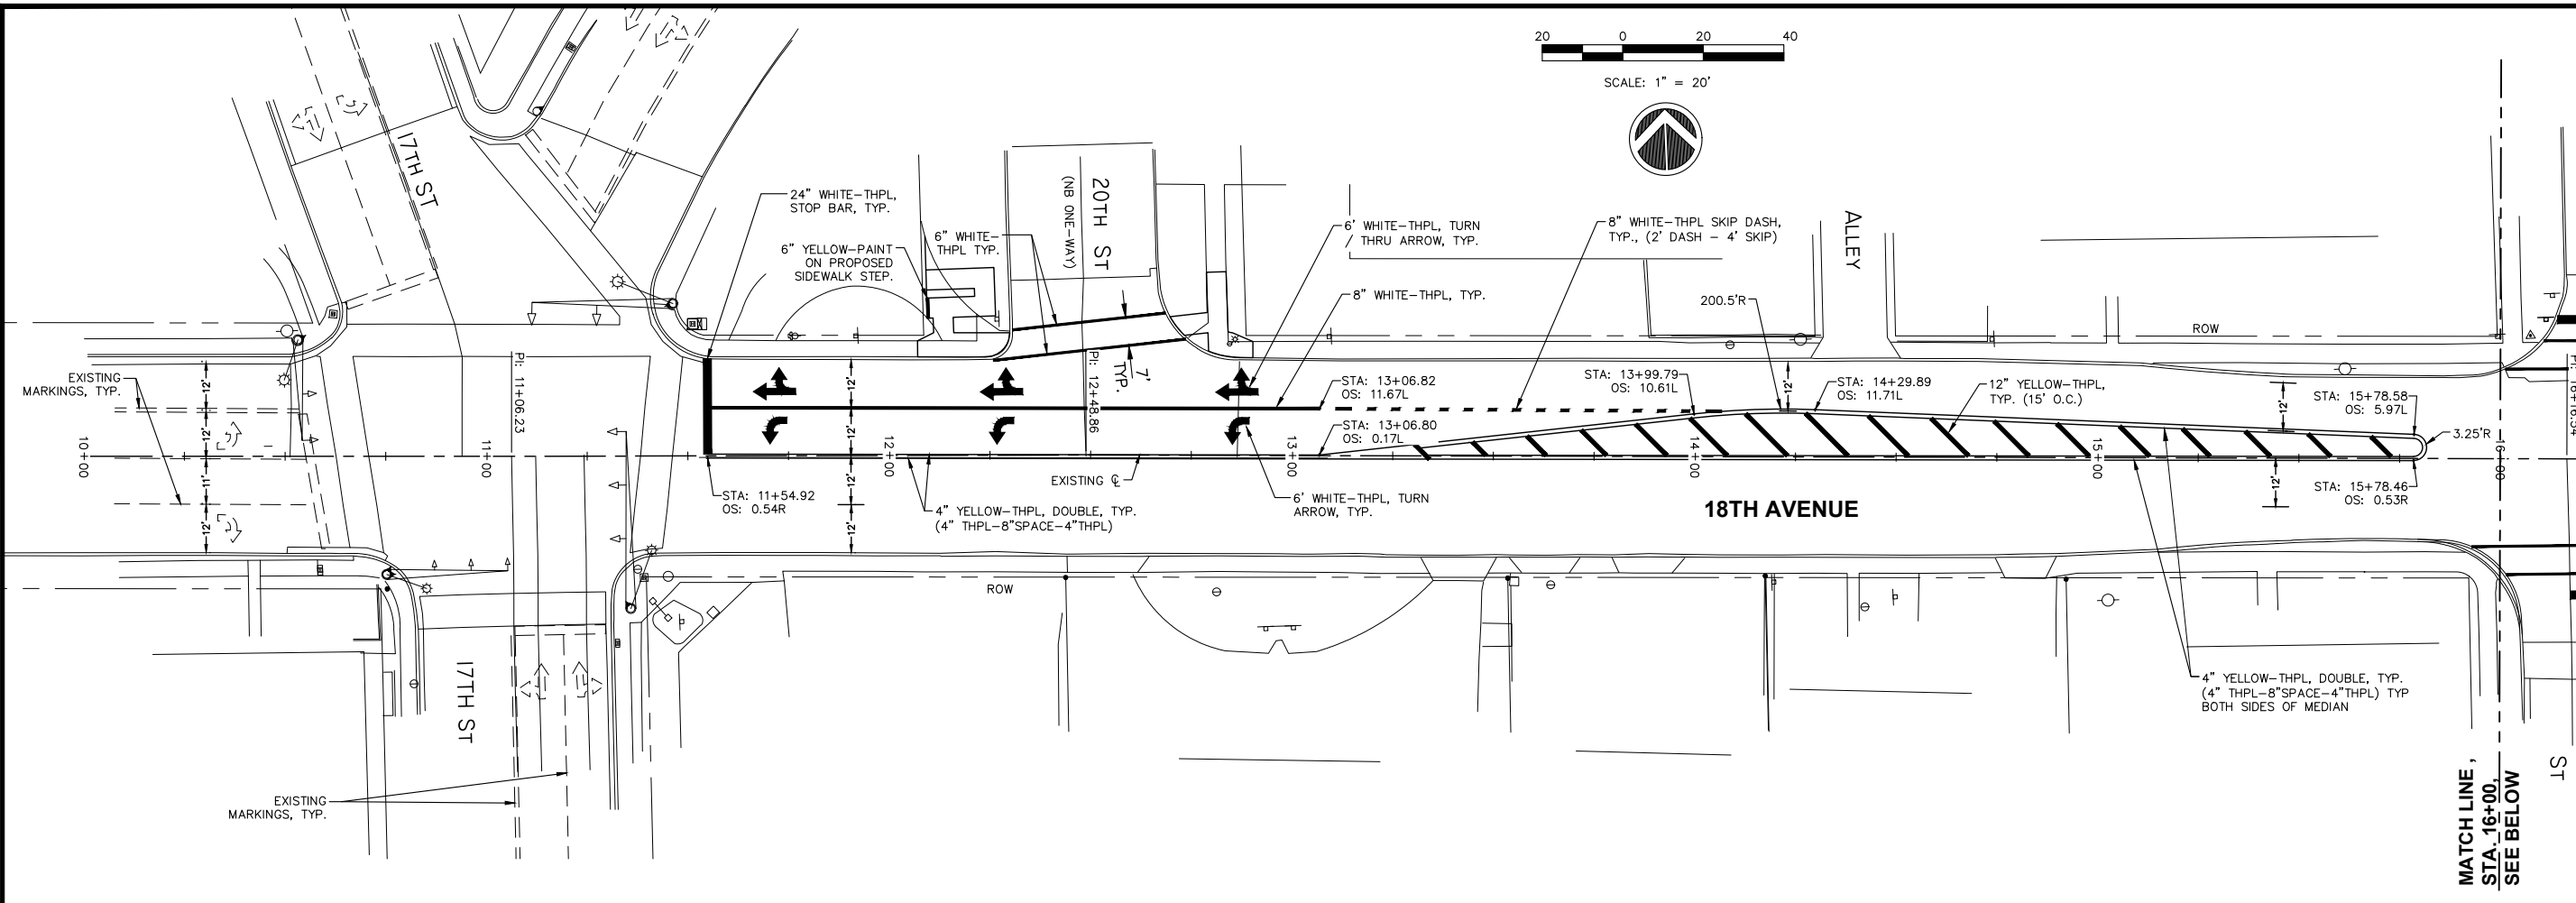 20 0 20 40
SCALE: 1" = 20'
17TH ST
24" WHITE-THPL,
STOP BAR, TYP.
6" YELLOW-PAINT
ON PROPOSED
SIDEWALK STEP.
6" WHITE-
THPL TYP.
20TH ST
(NB ONE-WAY)
6' WHITE-THPL, TURN
/ THRU ARROW, TYP.
8" WHITE-THPL SKIP DASH,
TYP., (2' DASH - 4' SKIP)
ALLEY
8" WHITE-THPL, TYP.
200.5'R
ROW
EXISTING
MARKINGS, TYP.
12'
12'
11'
12'
PI: 11+06.23
12'
12'
12'
12'
PI: 12+48.86
7'
TYP.
STA: 13+06.82
OS: 11.67L
STA: 13+06.80
OS: 0.17L
STA: 13+99.79
OS: 10.61L
12'
STA: 14+29.89
OS: 11.71L
12" YELLOW-THPL,
TYP. (15' O.C.)
12'
12'
STA: 15+78.58
OS: 5.97L
3.25'R
10+00
11+00
12+00
13+00
14+00
15+00
16+00
STA: 11+54.92
OS: 0.54R
EXISTING ℄
4" YELLOW-THPL, DOUBLE, TYP.
(4" THPL-8"SPACE-4"THPL)
6' WHITE-THPL, TURN
ARROW, TYP.
18TH AVENUE
STA: 15+78.46
OS: 0.53R
ROW
17TH ST
4" YELLOW-THPL, DOUBLE, TYP.
(4" THPL-8"SPACE-4"THPL) TYP
BOTH SIDES OF MEDIAN
EXISTING
MARKINGS, TYP.
MATCH LINE ,
STA. 16+00,
SEE BELOW
ST